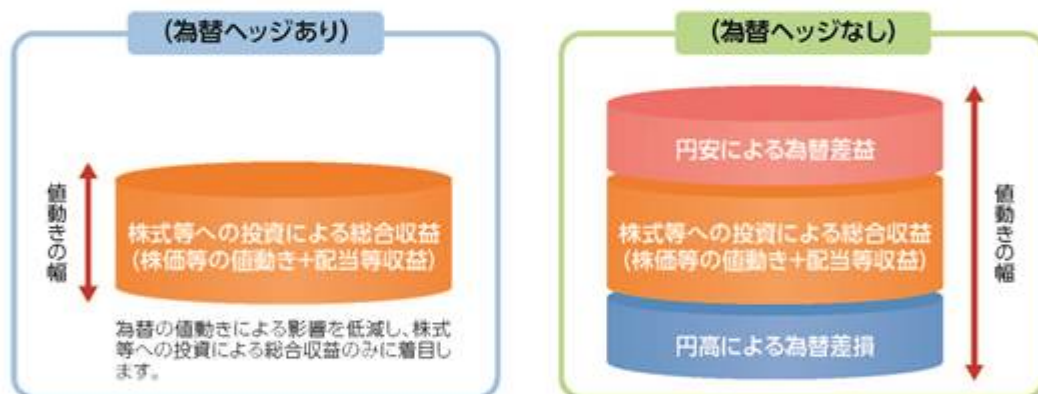 (為替ヘッジあり)
値動きの幅
株式等への投資による総合収益
(株価等の値動き+配当等収益)
為替の値動きによる影響を低減し、株式
等への投資による総合収益のみに着目し
ます。
(為替ヘッジなし)
円安による為替差益
株式等への投資による総合収益
(株価等の値動き+配当等収益)
円高による為替差損
値動きの幅